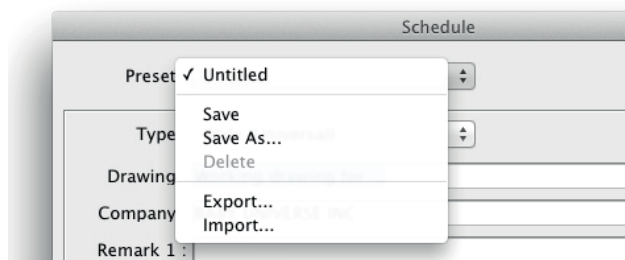 Schedule
Preset ✓ Untitled
Save
Save As...
Type
Delete
Drawing
Export...
Company
Import...
Remark 1 :